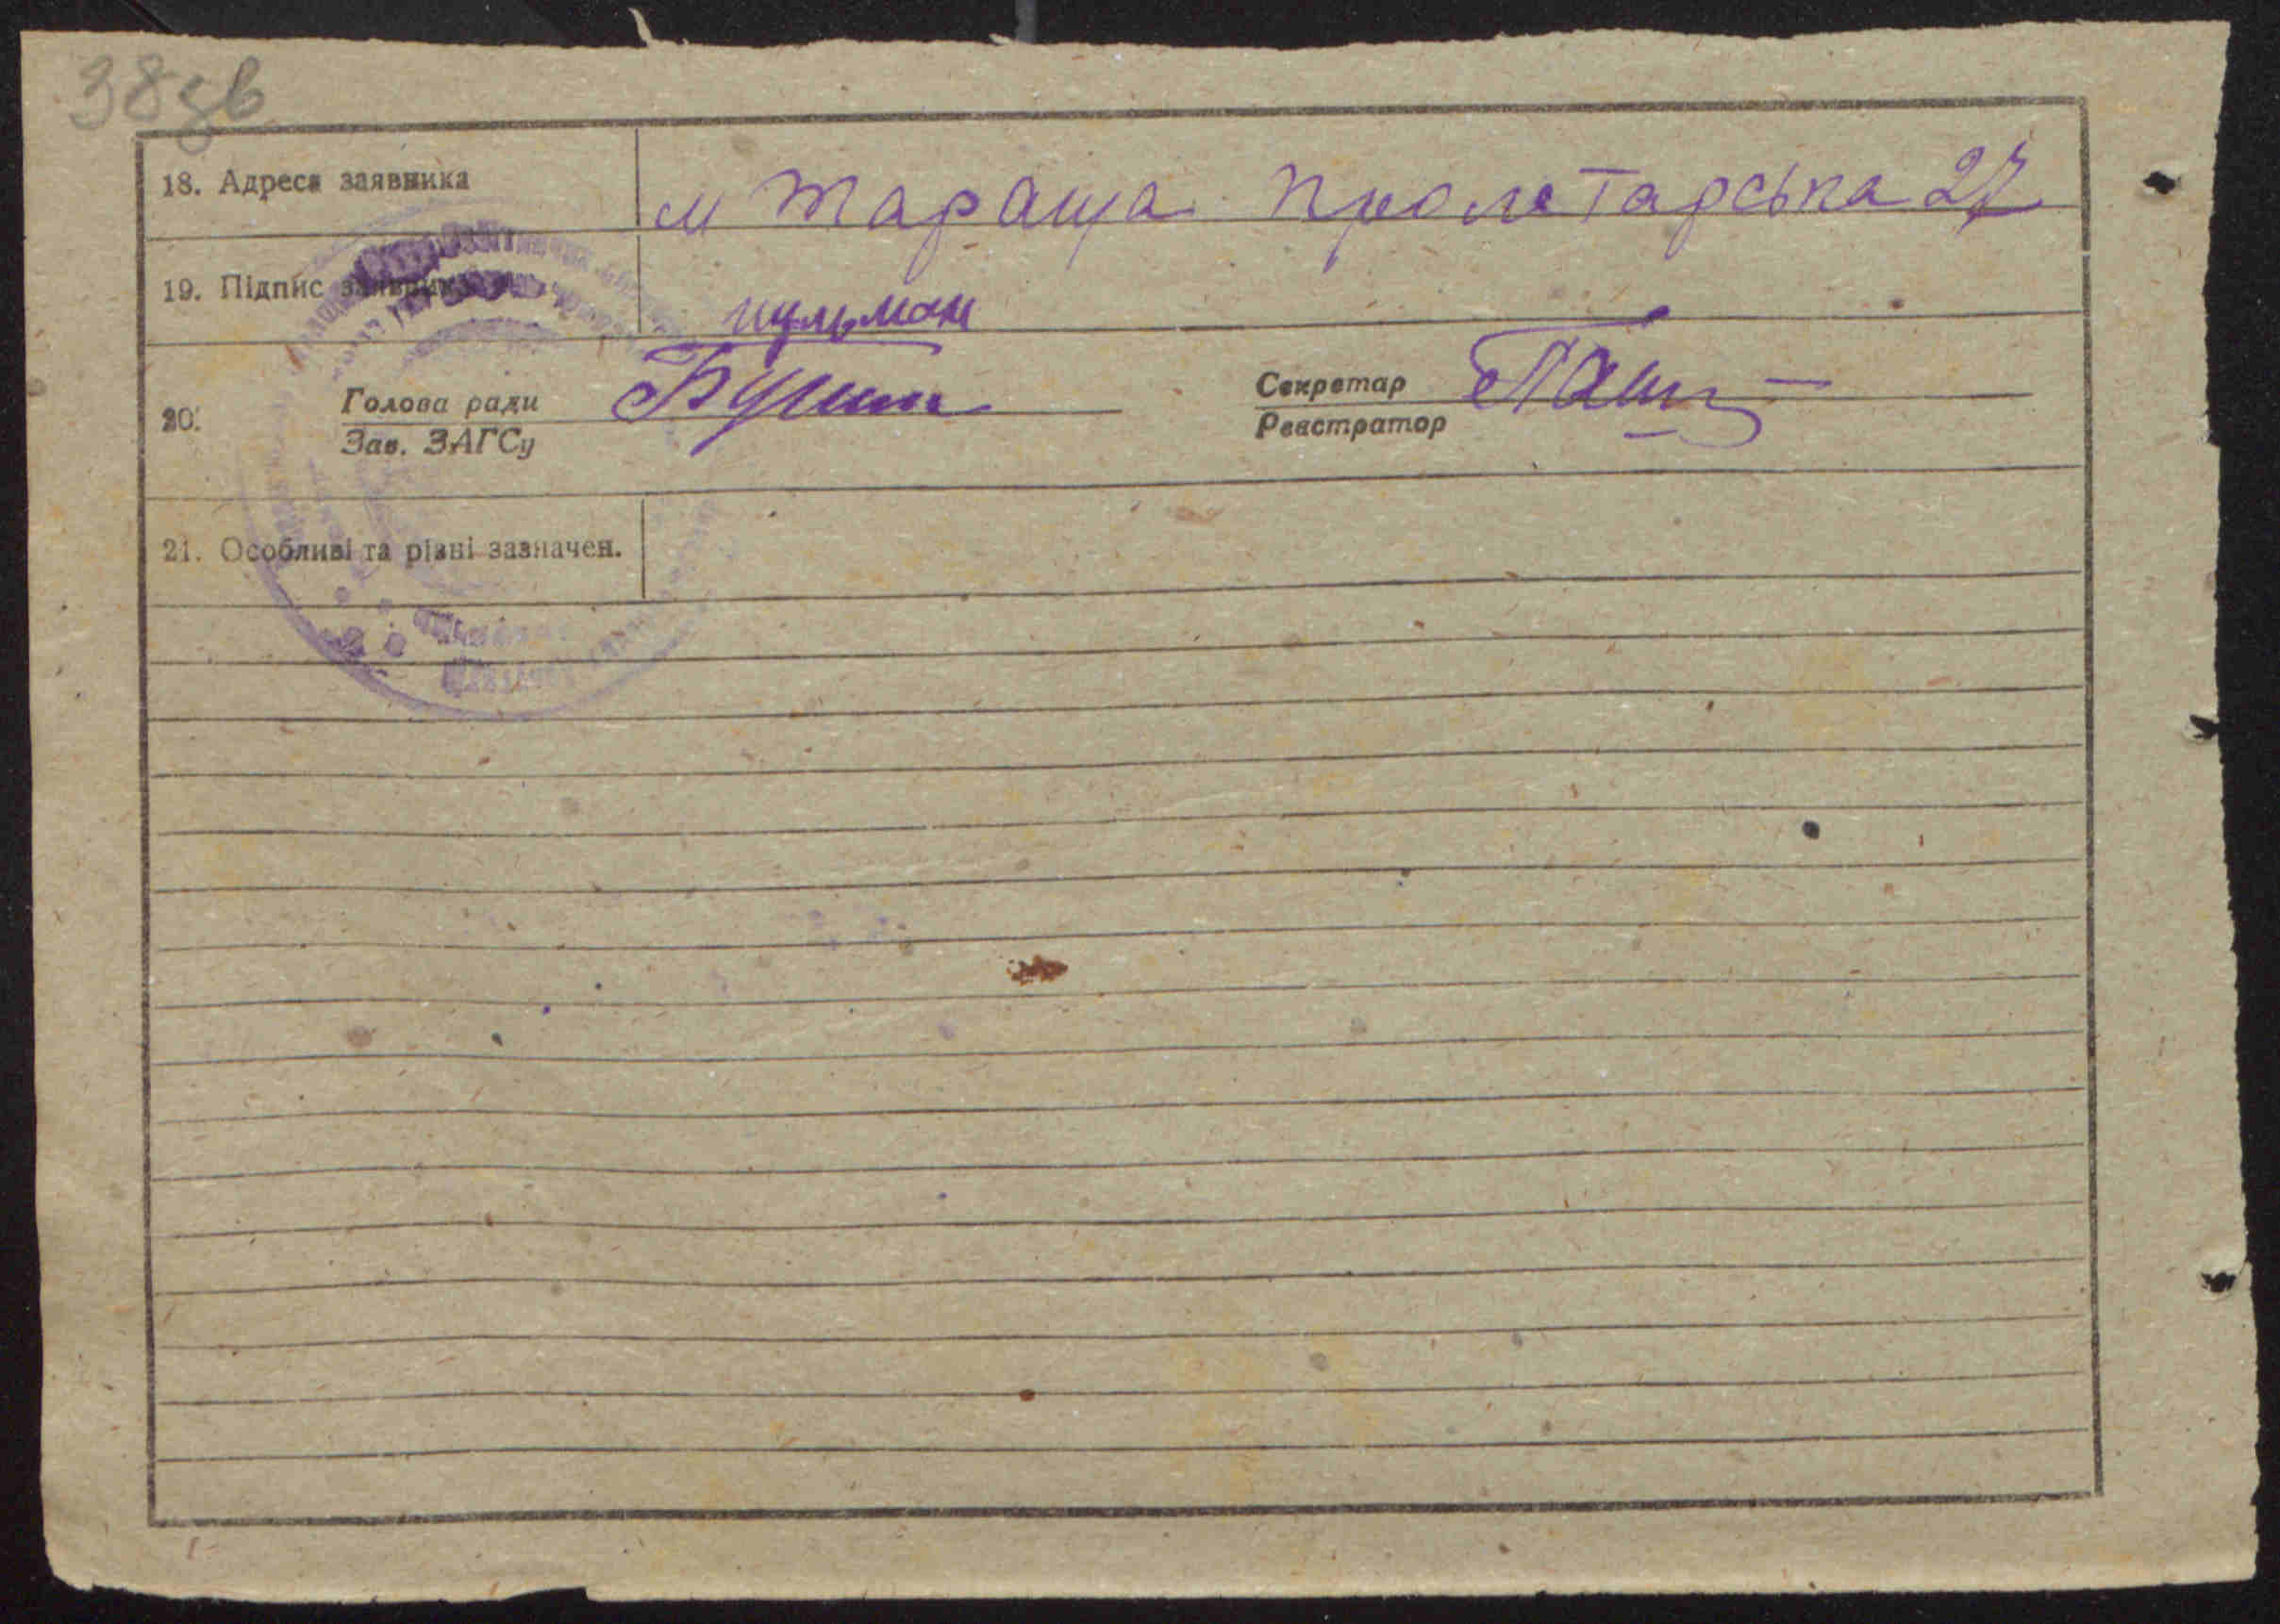 38зв
18. Адреса заявника м Тараща Пролетарська 27
19. Підпис заявника шульман
20. Голова ради Секретар
Зав. ЗАГСу Реєстратор
21. Особливі та різні зазначен.